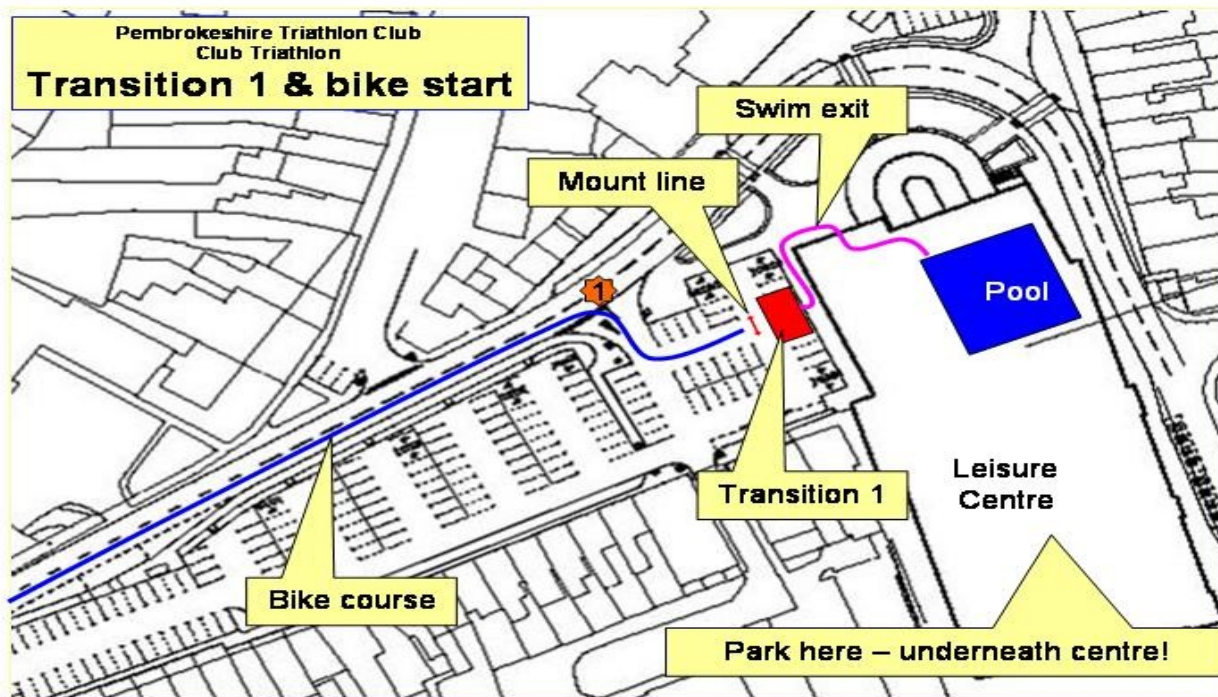 Pembrokeshire Triathlon Club
Club Triathlon
Transition 1 & bike start
Swim exit
Mount line
1
Pool
Transition 1
Leisure
Centre
Bike course
Park here – underneath centre!